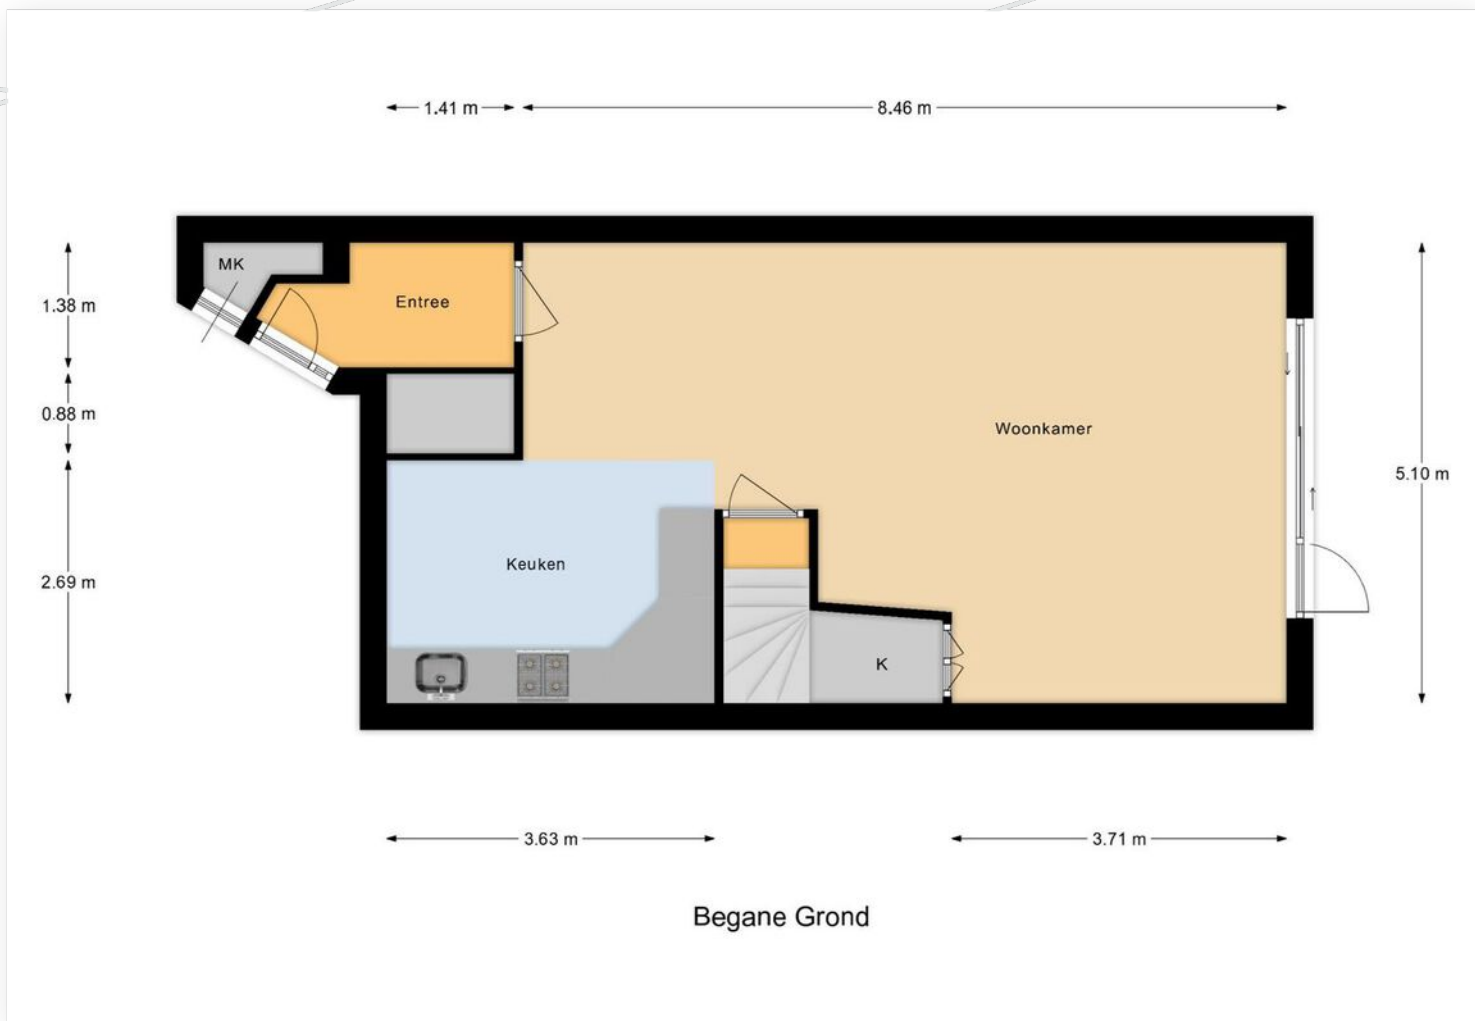 1.41 m
8.46 m
MK
1.38 m
Entree
0.88 m
Woonkamer
5.10 m
Keuken
2.69 m
K
3.63 m
3.71 m
Begane Grond